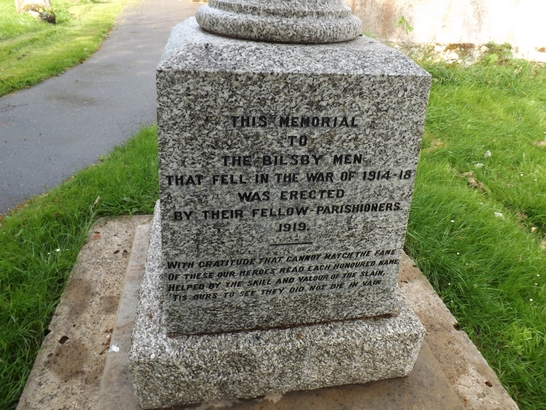 THIS MEMORIAL
TO
THE BILSBY MEN
THAT FELL IN THE WAR OF 1914-18
WAS ERECTED
BY THEIR FELLOW-PARISHIONERS.
1919.
WITH GRATITUDE THAT CANNOT MATCH THE FAME
OF THESE OUR HEROES READ EACH HONOURED NAME
HELPED BY THE SKILL AND VALOUR OF THE SLAIN,
'TIS OURS TO SEE THEY DID NOT DIE IN VAIN